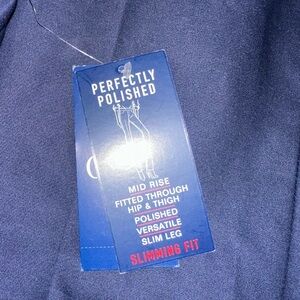 PERFECTLY
POLISHED
MID RISE
FITTED THROUGH
HIP & THIGH
POLISHED
VERSATILE
SLIM LEG
SLIMMING FIT